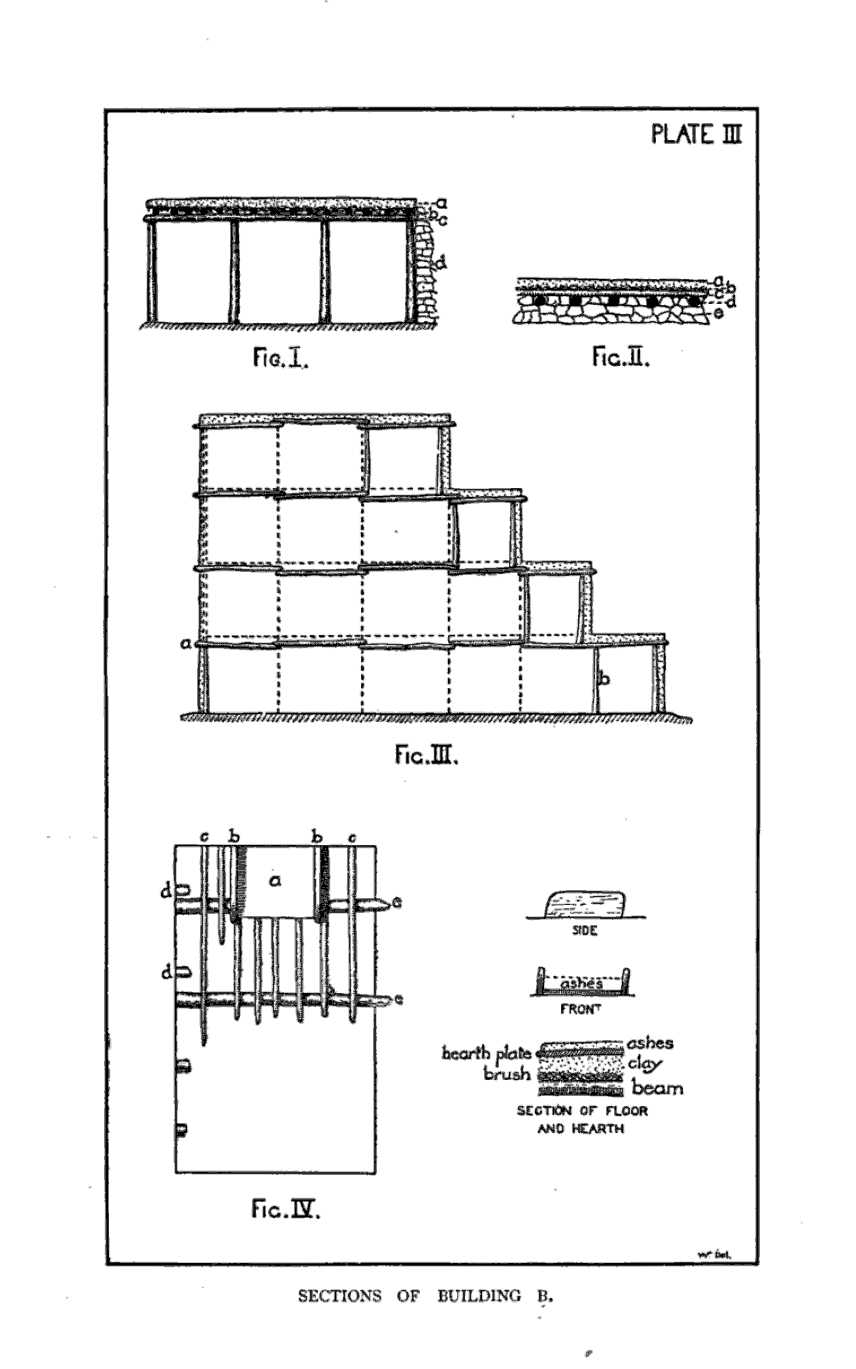 PLATE III
a
b
c
d
FIG. I.
a
b
c
d
e
FIG. II.
a
b
FIG. III.
c b b c
a
d
e
d
e
FIG. IV.
SIDE
ashes
FRONT
hearth plate
brush
ashes
clay
beam
SECTION OF FLOOR
AND HEARTH
SECTIONS OF BUILDING B.